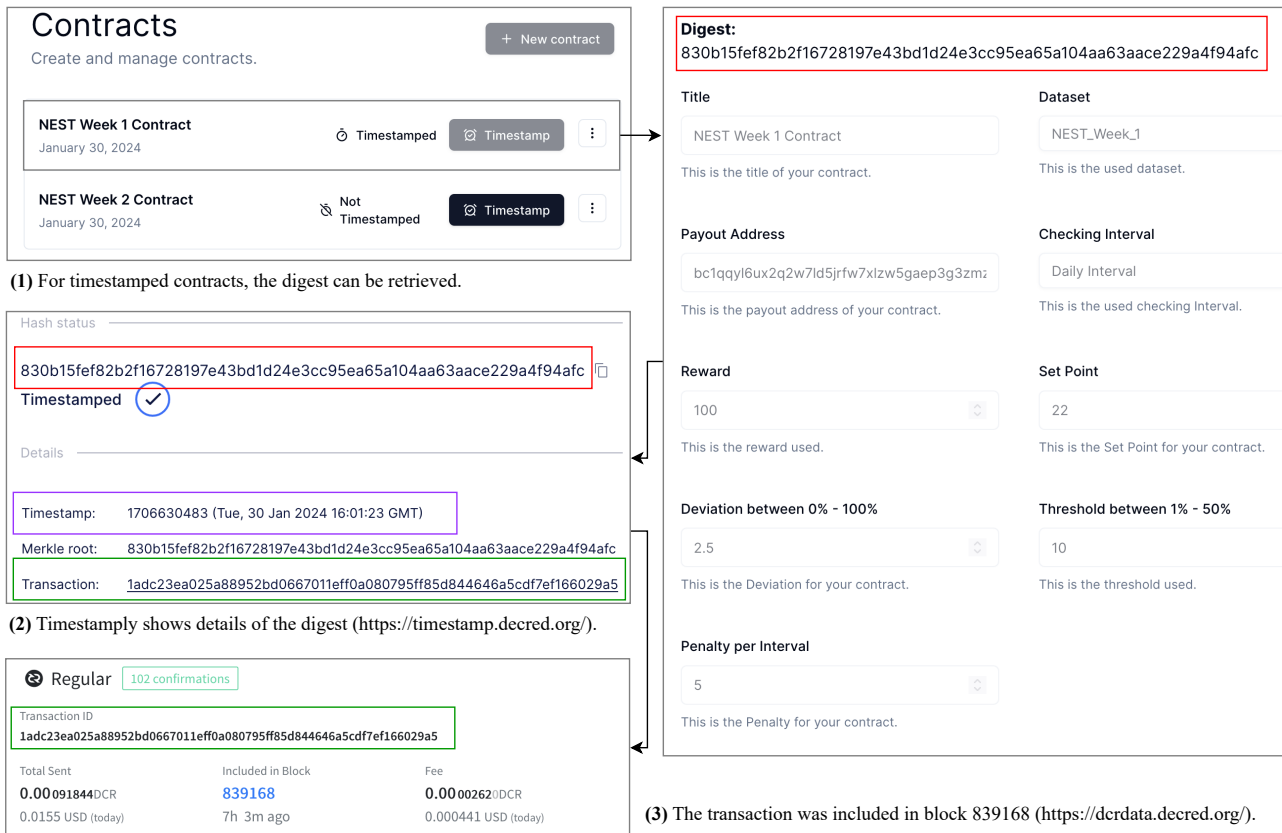 Contracts
Create and manage contracts.
+ New contract
NEST Week 1 Contract
January 30, 2024
Timestamped
Timestamp
NEST Week 2 Contract
January 30, 2024
Not
Timestamped
Timestamp
(1) For timestamped contracts, the digest can be retrieved.
Hash status
830b15fef82b2f16728197e43bd1d24e3cc95ea65a104aa63aace229a4f94afc
Timestamped
Details
Timestamp: 1706630483 (Tue, 30 Jan 2024 16:01:23 GMT)
Merkle root: 830b15fef82b2f16728197e43bd1d24e3cc95ea65a104aa63aace229a4f94afc
Transaction: 1adc23ea025a88952bd0667011eff0a080795ff85d844646a5cdf7ef166029a5
(2) Timestamply shows details of the digest (https://timestamp.decred.org/).
Regular 102 confirmations
Transaction ID
1adc23ea025a88952bd0667011eff0a080795ff85d844646a5cdf7ef166029a5
Total Sent Included in Block Fee
0.00091844DCR 839168 0.00002620DCR
0.0155 USD (today) 7h 3m ago 0.000441 USD (today)
Digest:
830b15fef82b2f16728197e43bd1d24e3cc95ea65a104aa63aace229a4f94afc
Title Dataset
NEST Week 1 Contract NEST_Week_1
This is the title of your contract. This is the used dataset.
Payout Address Checking Interval
bc1qqyl6ux2q2w7ld5jrfw7xlzw5gaep3g3zmz Daily Interval
This is the payout address of your contract. This is the used checking Interval.
Reward Set Point
100 22
This is the reward used. This is the Set Point for your contract.
Deviation between 0% - 100% Threshold between 1% - 50%
2.5 10
This is the Deviation for your contract. This is the threshold used.
Penalty per Interval
5
This is the Penalty for your contract.
(3) The transaction was included in block 839168 (https://dcrdata.decred.org/).